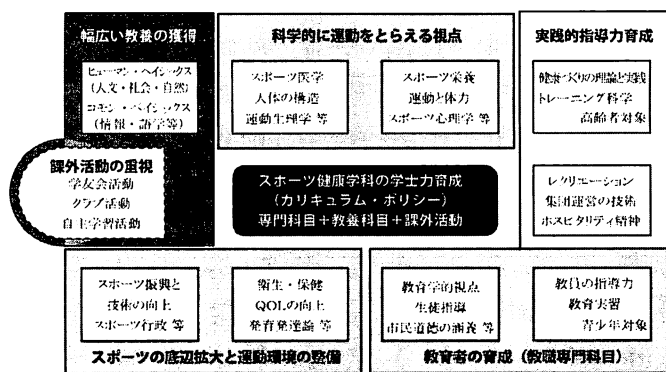 幅広い教養の獲得
ヒューマン・ベイシックス
(人文・社会・自然)
コモン・ベイシックス
(情報・語学等)
課外活動の重視
学友会活動
クラブ活動
自主学習活動
科学的に運動をとらえる視点
スポーツ医学
人体の構造
運動生理学 等
スポーツ栄養
運動と体力
スポーツ心理学 等
実践的指導力育成
健康づくりの理論と実践
トレーニング科学
高齢者対象
レクリエーション
集団運営の技術
ホスピタリティ精神
スポーツ健康学科の学士力育成
(カリキュラム・ポリシー)
専門科目+教養科目+課外活動
スポーツ振興と
技術の向上
スポーツ行政 等
衛生・保健
QOLの向上
発育発達論 等
スポーツの底辺拡大と運動環境の整備
教育学的視点
生徒指導
市民道徳の涵養 等
教員の指導力
教育実習
青少年対象
教育者の育成(教職専門科目)